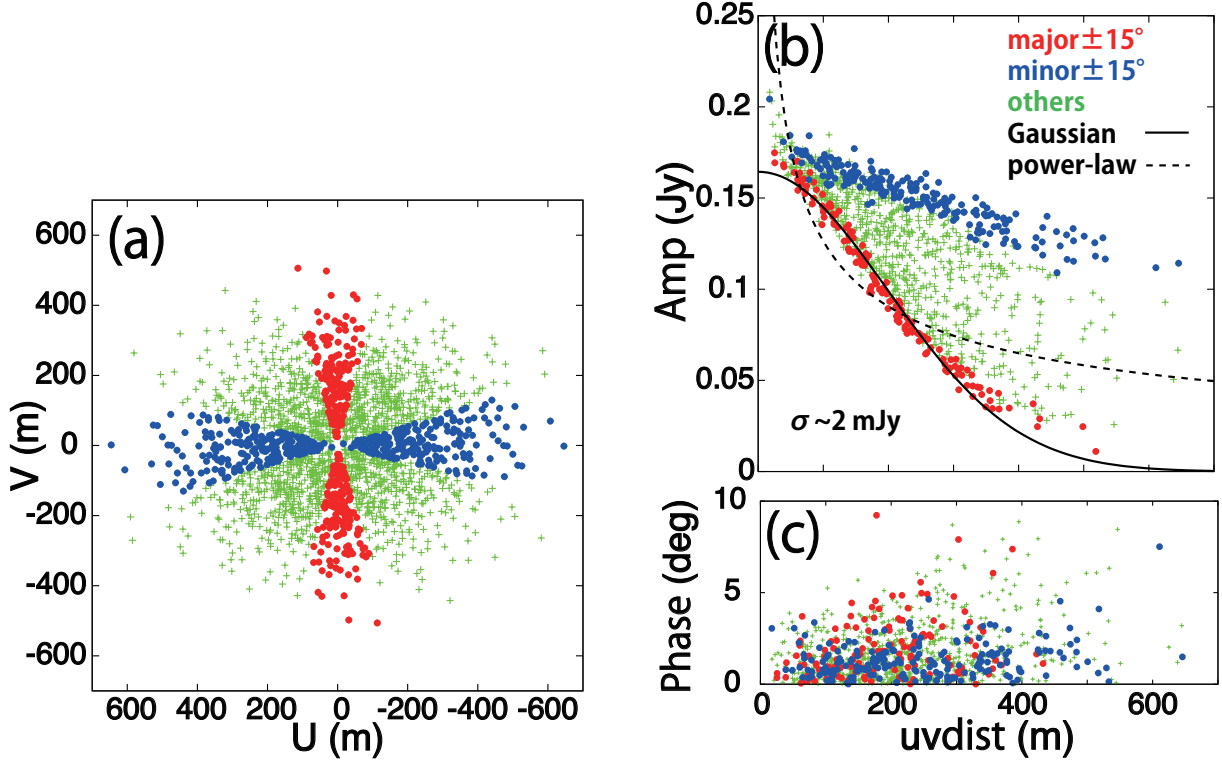 (a)
V (m)
600
400
200
0
-200
-400
-600
600 400 200 0 -200 -400 -600
U (m)
(b)
Amp (Jy)
0.25
0.2
0.15
0.1
0.05
0
major±15°
minor±15°
others
Gaussian
power-law
σ ~2 mJy
(c)
Phase (deg)
10
5
0
0 200 400 600
uvdist (m)